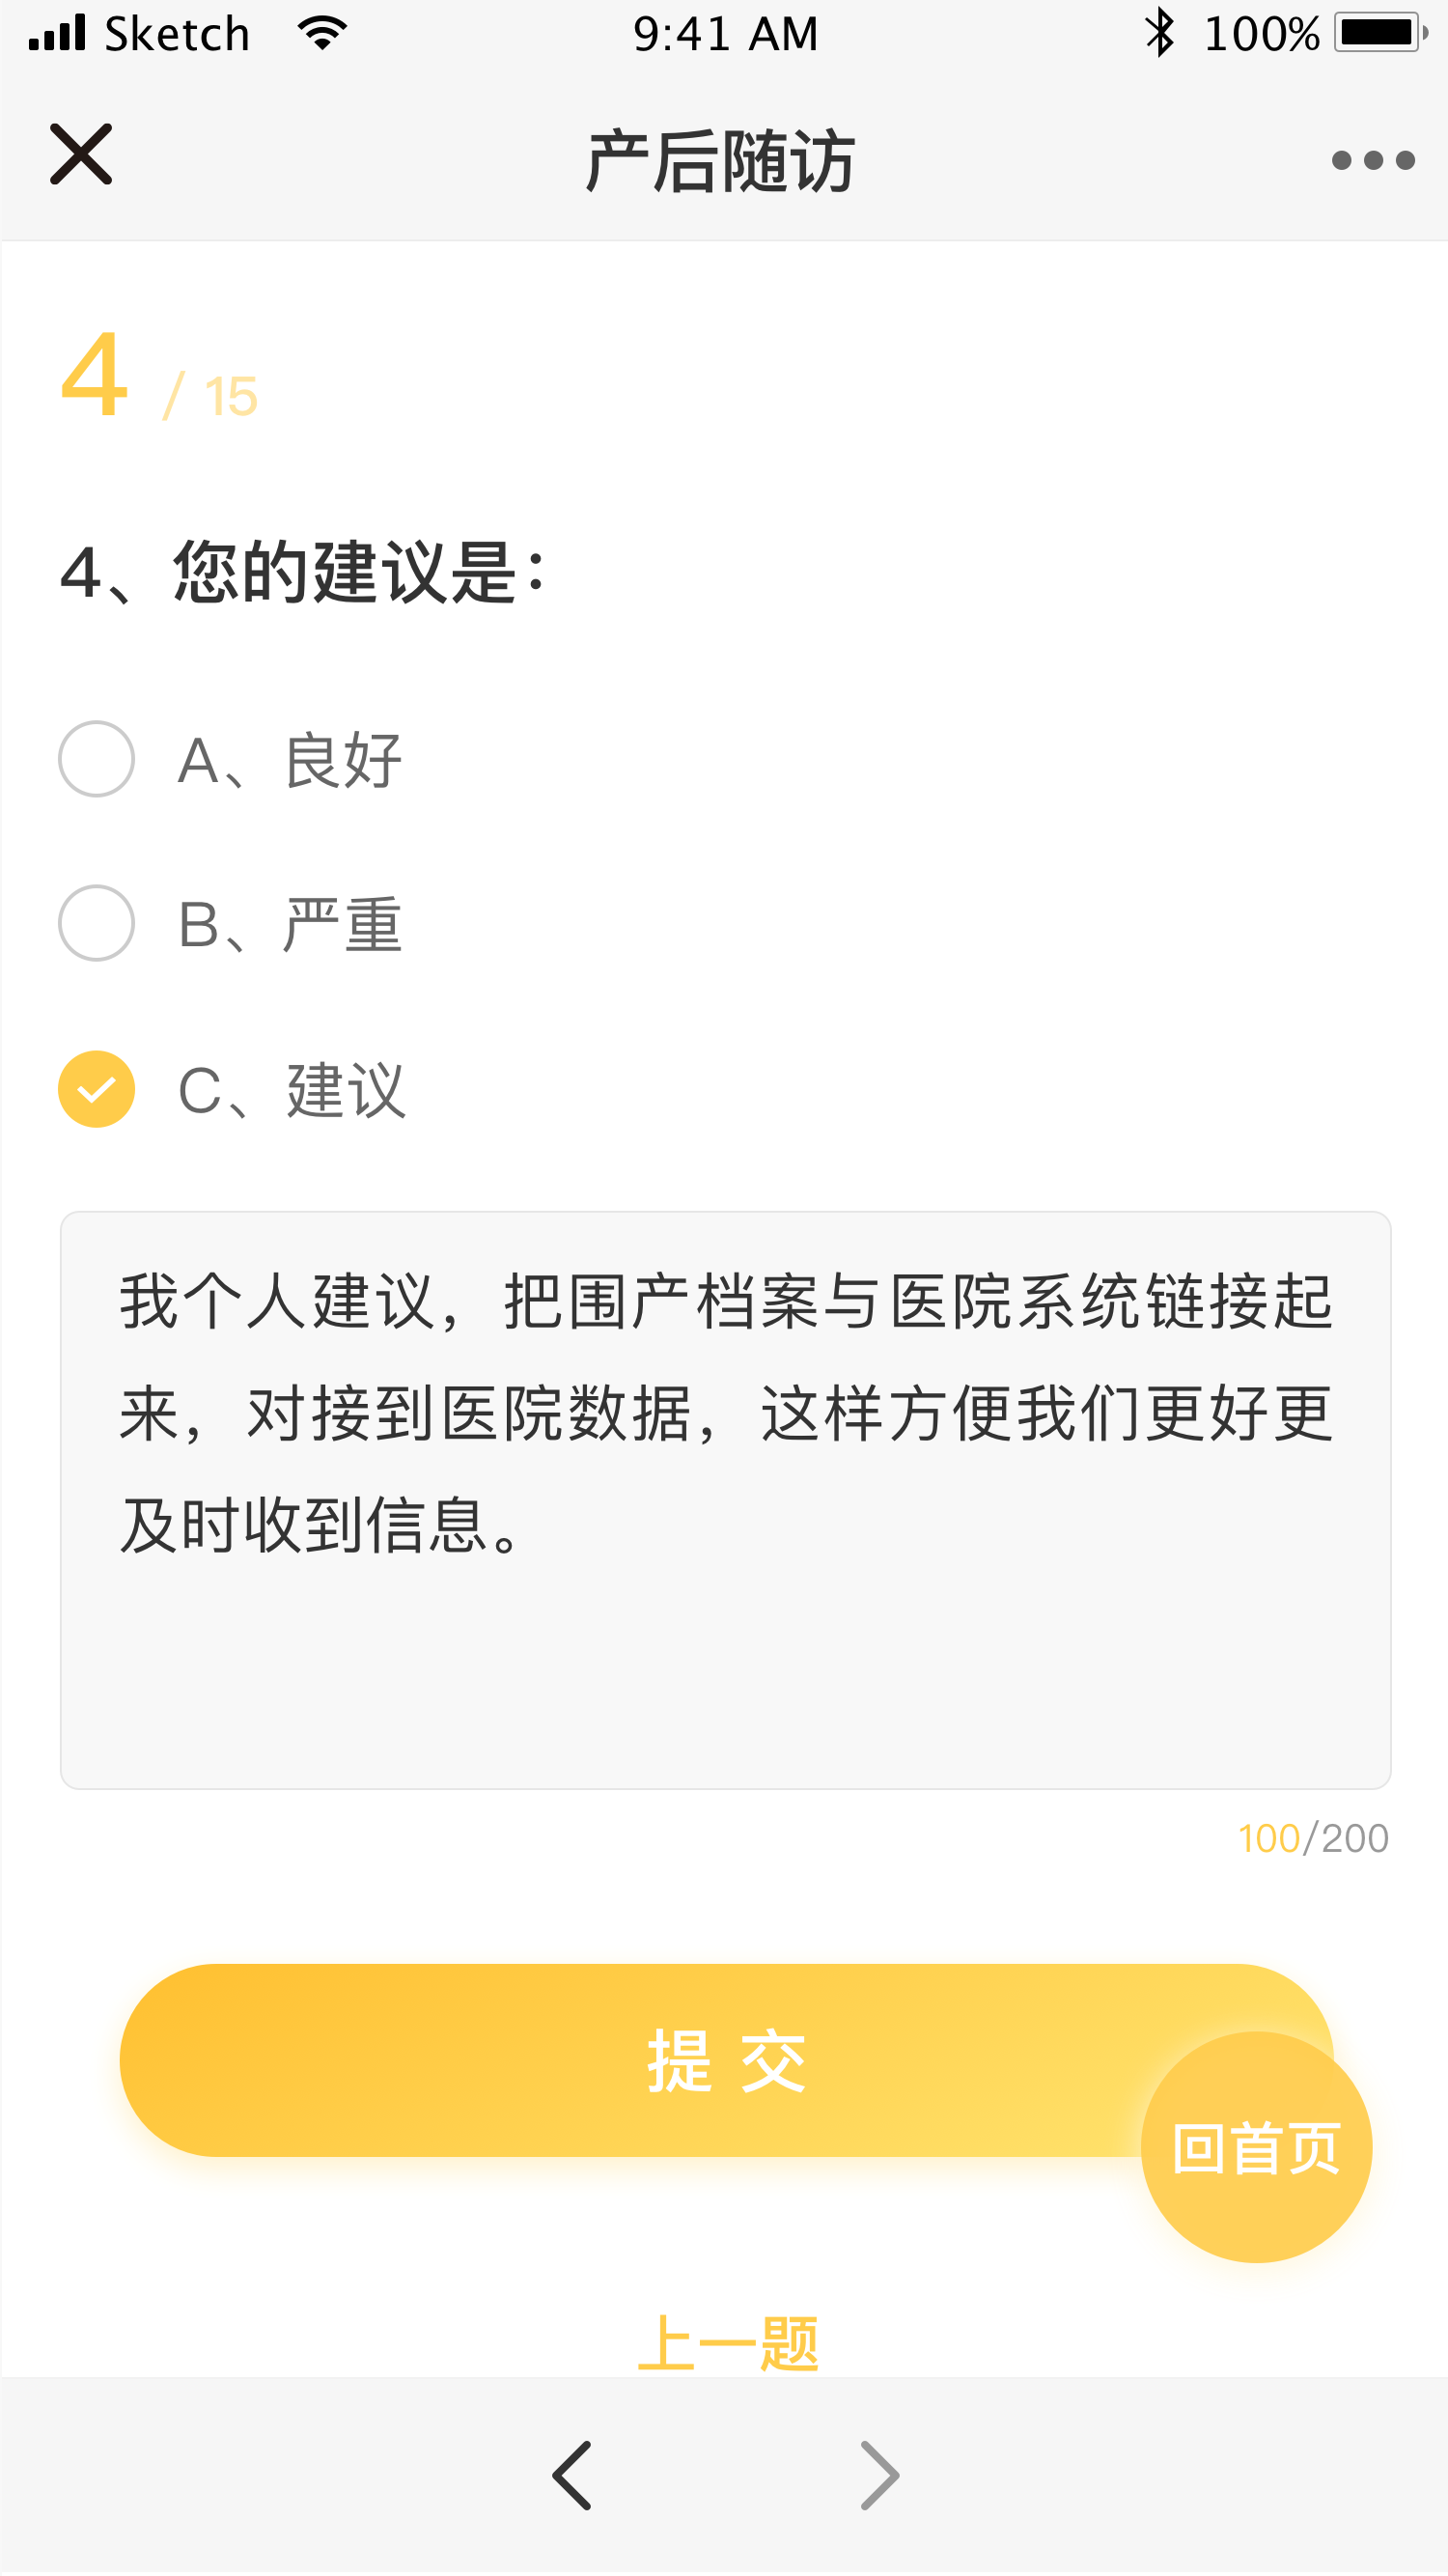 Sketch 9:41 AM 100%
产后随访
4 / 15
4、您的建议是：
A、良好
B、严重
C、建议
我个人建议，把围产档案与医院系统链接起
来，对接到医院数据，这样方便我们更好更
及时收到信息。
100/200
提 交
回首页
上一题